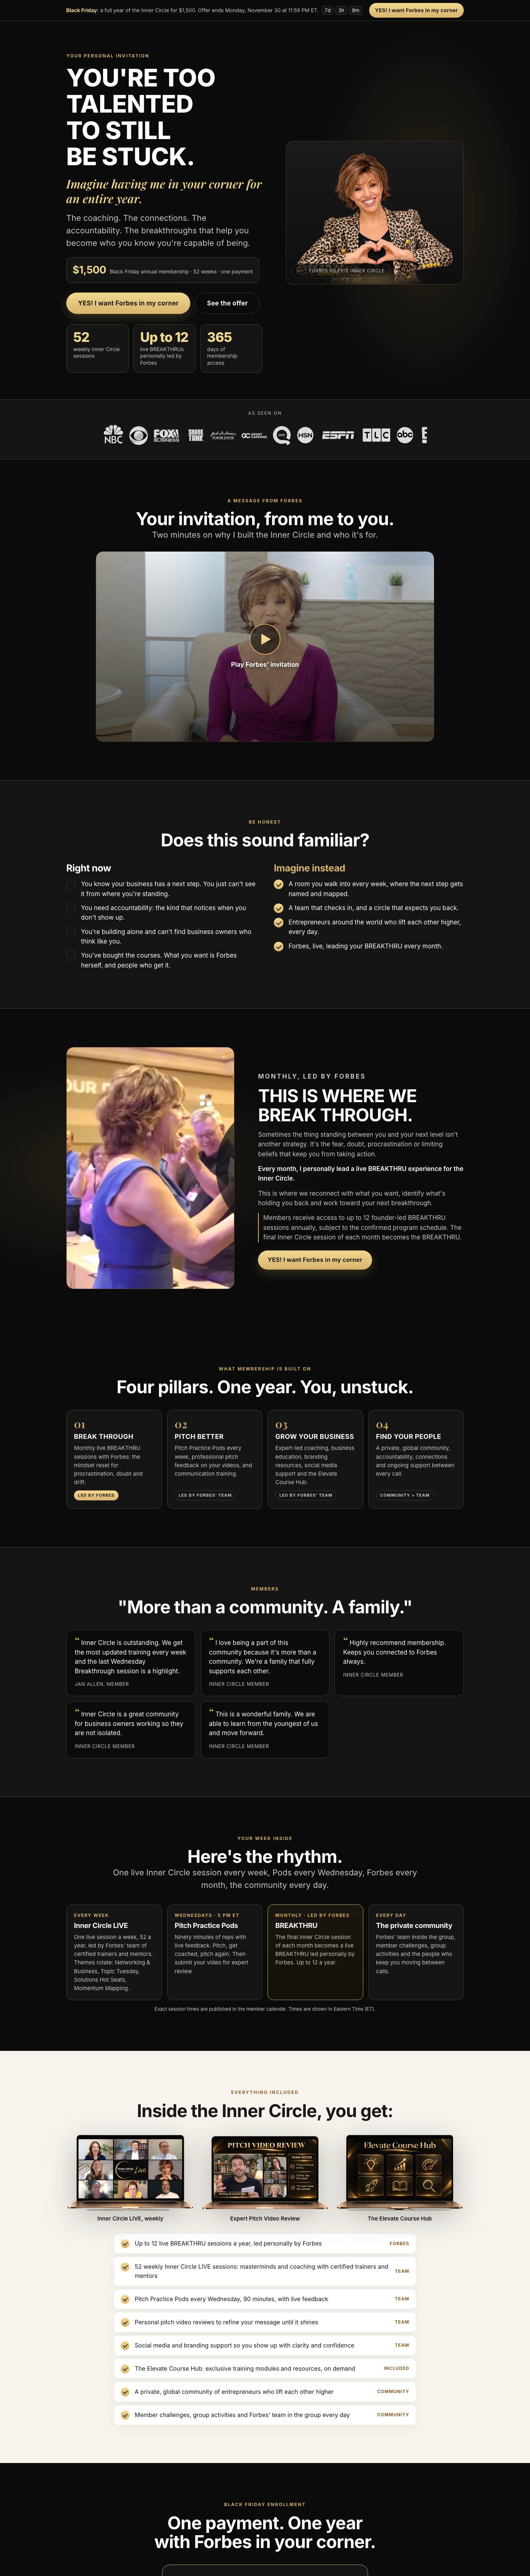 Black Friday: a full year of the Inner Circle for $1,500. Offer ends Monday, November 30 at 11:59 PM ET. 7d 3h 8m YES! I want Forbes in my corner
YOUR PERSONAL INVITATION
YOU'RE TOO
TALENTED
TO STILL
BE STUCK.
Imagine having me in your corner for
an entire year.
The coaching. The connections. The
accountability. The breakthroughs that help you
become who you know you're capable of being.
$1,500 Black Friday annual membership · 52 weeks · one payment
YES! I want Forbes in my corner
See the offer
52
weekly Inner Circle
sessions
Up to 12
live BREAKTHRUs
personally led by
Forbes
365
days of
membership
access
FORBES RILEY'S INNER CIRCLE
AS SEEN ON
NBC
FOX
BUSINESS
SHARK
TANK
GRANT
CARDONE
HSN
ESPN
TLC
abc
A MESSAGE FROM FORBES
Your invitation, from me to you.
Two minutes on why I built the Inner Circle and who it's for.
Play Forbes' invitation
BE HONEST
Does this sound familiar?
Right now
You know your business has a next step. You just can't see
it from where you're standing.
You need accountability: the kind that notices when you
don't show up.
You're building alone and can't find business owners who
think like you.
You've bought the courses. What you want is Forbes
herself, and people who get it.
Imagine instead
A room you walk into every week, where the next step gets
named and mapped.
A team that checks in, and a circle that expects you back.
Entrepreneurs around the world who lift each other higher,
every day.
Forbes, live, leading your BREAKTHRU every month.
MONTHLY, LED BY FORBES
THIS IS WHERE WE
BREAK THROUGH.
Sometimes the thing standing between you and your next level isn't
another strategy. It's the fear, doubt, procrastination or limiting
beliefs that keep you from taking action.
Every month, I personally lead a live BREAKTHRU experience for the
Inner Circle.
This is where we reconnect with what you want, identify what's
holding you back and work toward your next breakthrough.
Members receive access to up to 12 founder-led BREAKTHRU
sessions annually, subject to the confirmed program schedule. The
final Inner Circle session of each month becomes the BREAKTHRU.
YES! I want Forbes in my corner
WHAT MEMBERSHIP IS BUILT ON
Four pillars. One year. You, unstuck.
01
BREAK THROUGH
Monthly live BREAKTHRU
sessions with Forbes: the
mindset reset for
procrastination, doubt and
drift.
LED BY FORBES
02
PITCH BETTER
Pitch Practice Pods every
week, professional pitch
feedback on your videos, and
communication training.
LED BY FORBES' TEAM
03
GROW YOUR BUSINESS
Expert-led coaching, business
education, branding
resources, social media
support and the Elevate
Course Hub.
LED BY FORBES' TEAM
04
FIND YOUR PEOPLE
A private, global community,
accountability, connections
and ongoing support between
every call.
COMMUNITY + TEAM
MEMBERS
"More than a community. A family."
“ Inner Circle is outstanding. We get
the most updated training every week
and the last Wednesday
Breakthrough session is a highlight.
JAN ALLEN, MEMBER
“ I love being a part of this
community because it's more than a
community. We're a family that fully
supports each other.
INNER CIRCLE MEMBER
“ Highly recommend membership.
Keeps you connected to Forbes
always.
INNER CIRCLE MEMBER
“ Inner Circle is a great community
for business owners working so they
are not isolated.
INNER CIRCLE MEMBER
“ This is a wonderful family. We are
able to learn from the youngest of us
and move forward.
INNER CIRCLE MEMBER
YOUR WEEK INSIDE
Here's the rhythm.
One live Inner Circle session every week, Pods every Wednesday, Forbes every
month, the community every day.
EVERY WEEK
Inner Circle LIVE
One live session a week, 52 a
year, led by Forbes' team of
certified trainers and mentors.
Themes rotate: Networking &
Business, Topic Tuesday,
Solutions Hot Seats,
Momentum Mapping.
WEDNESDAYS · 5 PM ET
Pitch Practice Pods
Ninety minutes of reps with
live feedback. Pitch, get
coached, pitch again. Then
submit your video for expert
review.
MONTHLY · LED BY FORBES
BREAKTHRU
The final Inner Circle session
of each month becomes a live
BREAKTHRU led personally by
Forbes. Up to 12 a year.
EVERY DAY
The private community
Forbes' team inside the group,
member challenges, group
activities and the people who
keep you moving between
calls.
Exact session times are published in the member calendar. Times are shown in Eastern Time (ET).
EVERYTHING INCLUDED
Inside the Inner Circle, you get:
Live
PITCH VIDEO REVIEW
Elevate Course Hub
Inner Circle LIVE, weekly
Expert Pitch Video Review
The Elevate Course Hub
Up to 12 live BREAKTHRU sessions a year, led personally by Forbes FORBES
52 weekly Inner Circle LIVE sessions: masterminds and coaching with certified trainers and
mentors TEAM
Pitch Practice Pods every Wednesday, 90 minutes, with live feedback TEAM
Personal pitch video reviews to refine your message until it shines TEAM
Social media and branding support so you show up with clarity and confidence TEAM
The Elevate Course Hub: exclusive training modules and resources, on demand INCLUDED
A private, global community of entrepreneurs who lift each other higher COMMUNITY
Member challenges, group activities and Forbes' team in the group every day COMMUNITY
BLACK FRIDAY ENROLLMENT
One payment. One year
with Forbes in your corner.